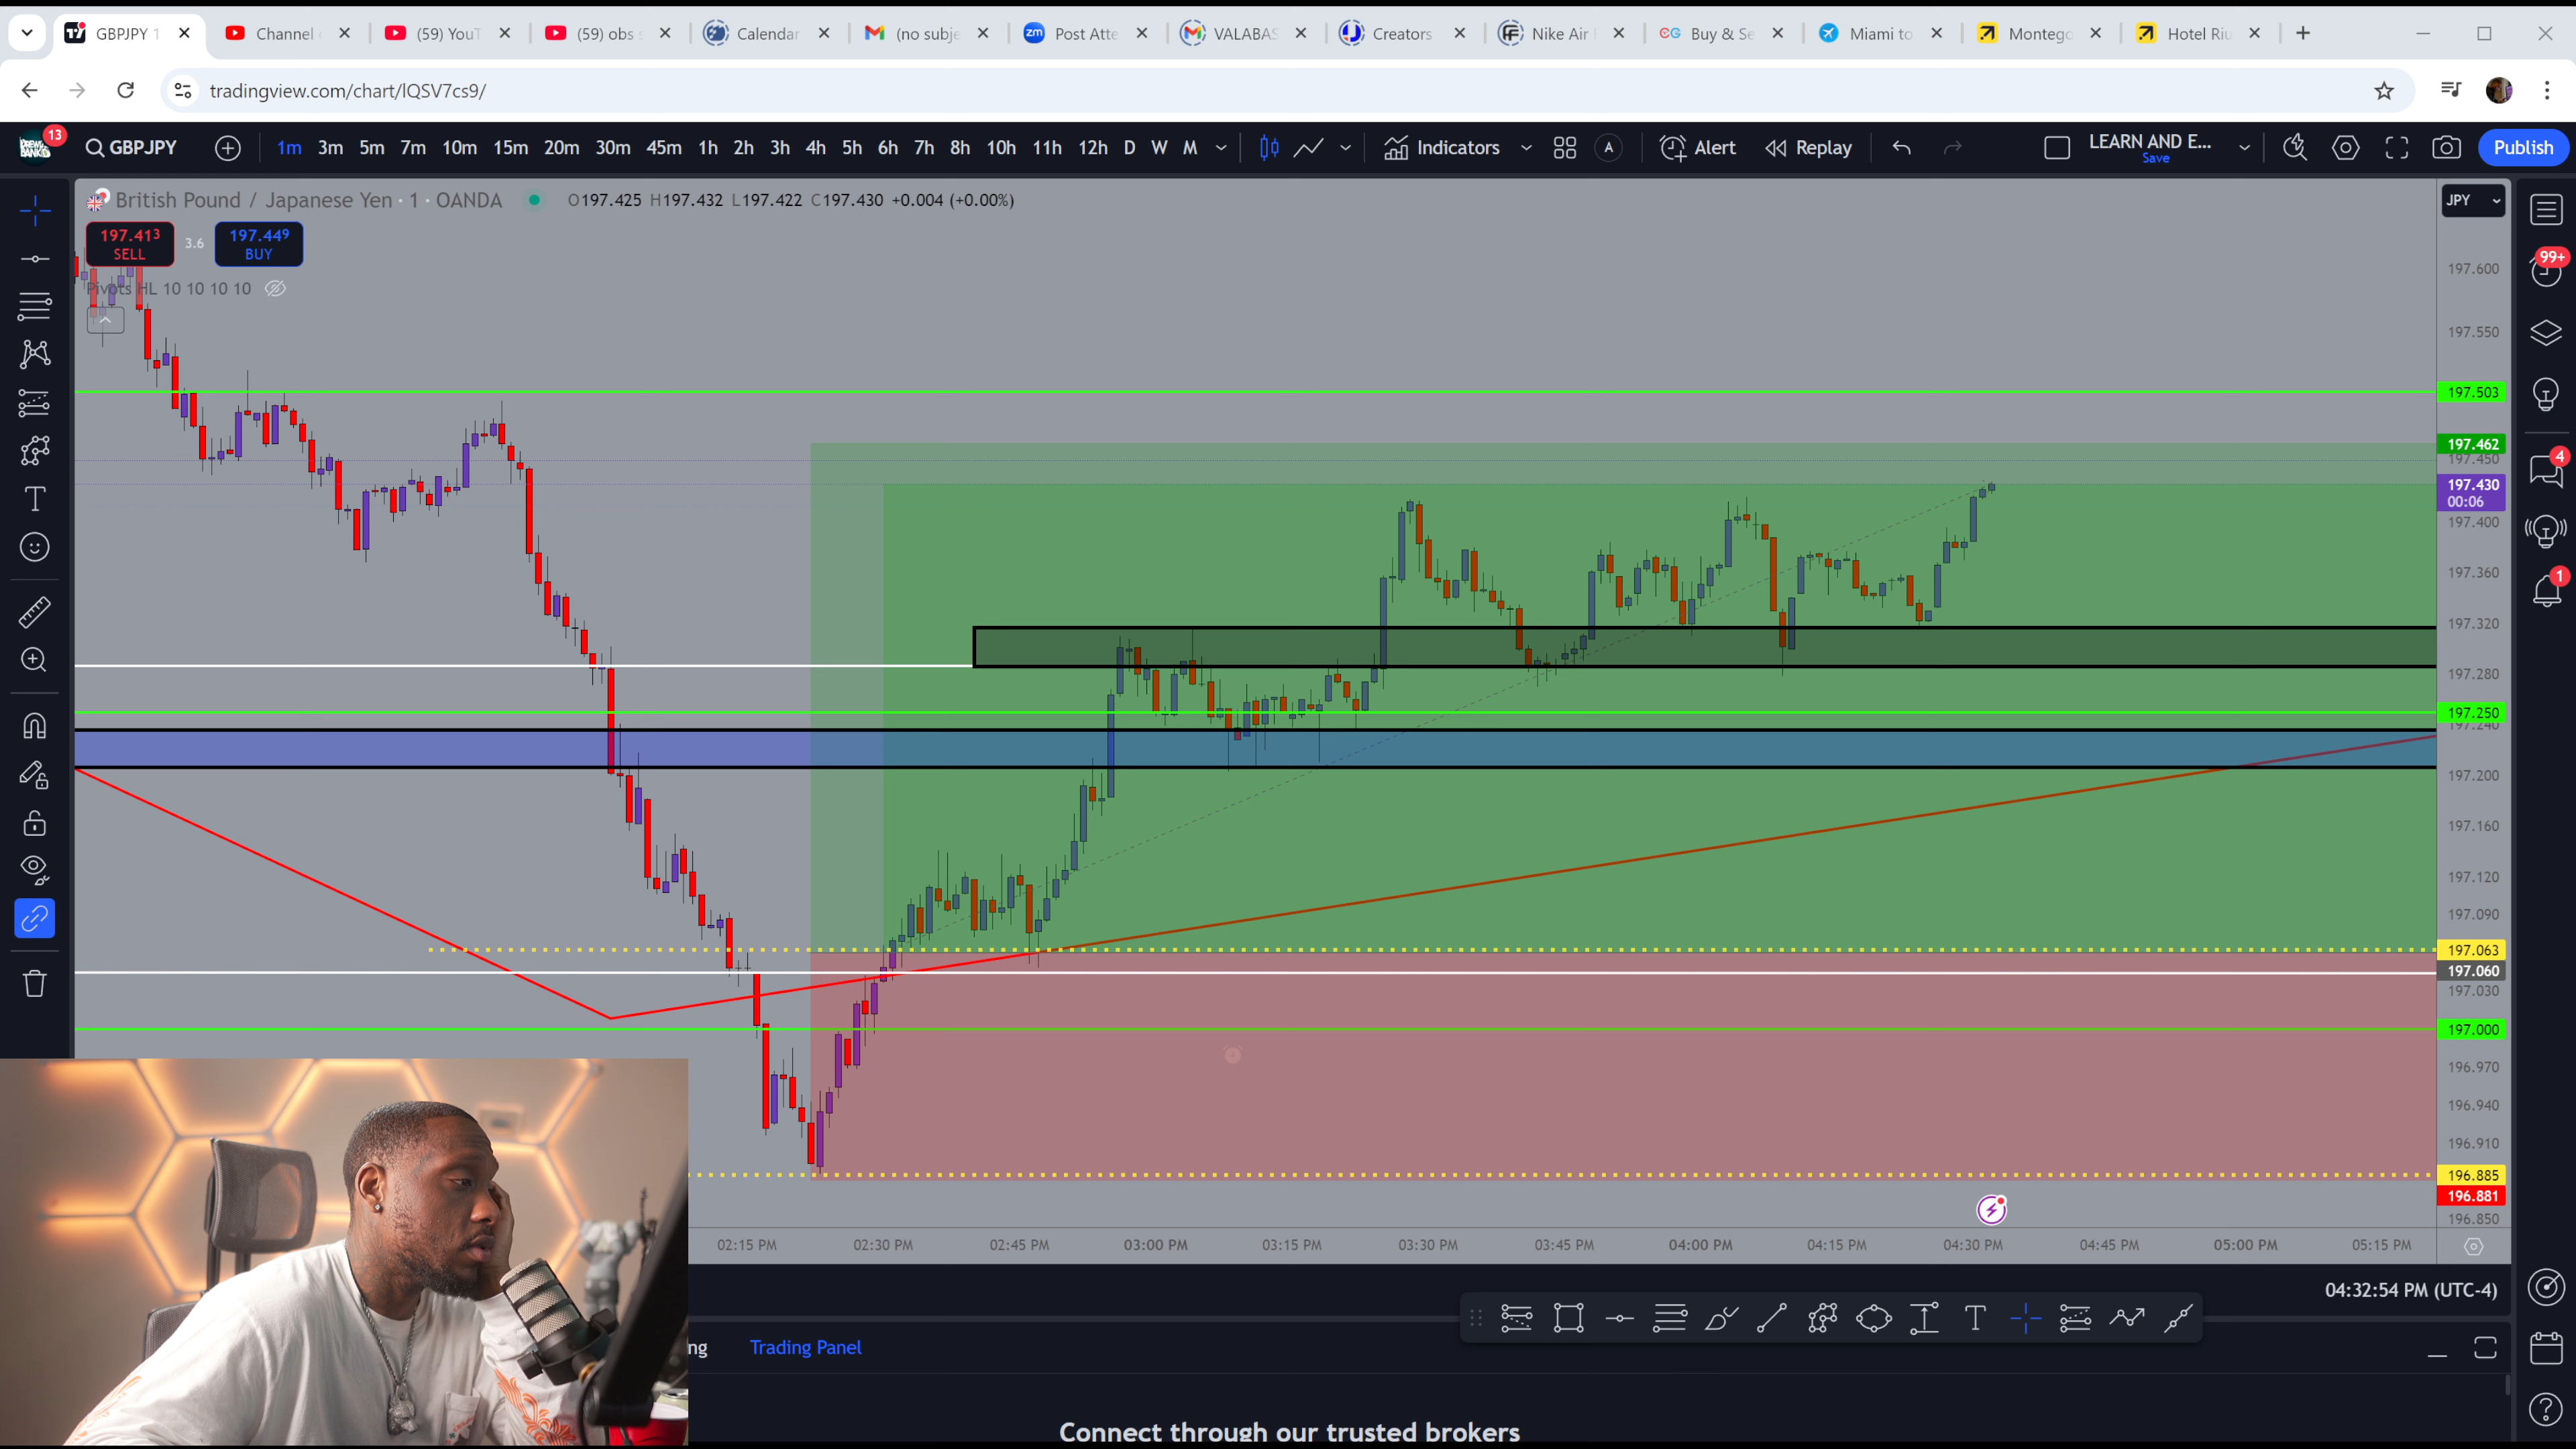 GBPJPY 1
Channel
(59) YouT
(59) obs s
Calendar
(no subje
zm
Post Atte
VALABAS
Creators
Nike Air
Buy & Se
Miami to
Montego
Hotel Riu
tradingview.com/chart/lQSV7cs9/
13
GBPJPY
1m 3m 5m 7m 10m 15m 20m 30m 45m 1h 2h 3h 4h 5h 6h 7h 8h 10h 11h 12h D W M
Indicators
A
Alert
Replay
LEARN AND E...
Save
Publish
British Pound / Japanese Yen · 1 · OANDA
O197.425 H197.432 L197.422 C197.430 +0.004 (+0.00%)
JPY
197.413
SELL
3.6
197.449
BUY
Pivots HL 10 10 10 10
99+
4
1
197.600
197.550
197.503
197.462
197.450
197.430
00:06
197.400
197.360
197.320
197.280
197.250
197.240
197.200
197.160
197.120
197.090
197.063
197.060
197.030
197.000
196.970
196.940
196.910
196.885
196.881
196.850
02:15 PM 02:30 PM 02:45 PM 03:00 PM 03:15 PM 03:30 PM 03:45 PM 04:00 PM 04:15 PM 04:30 PM 04:45 PM 05:00 PM 05:15 PM
04:32:54 PM (UTC-4)
ng
Trading Panel
Connect through our trusted brokers